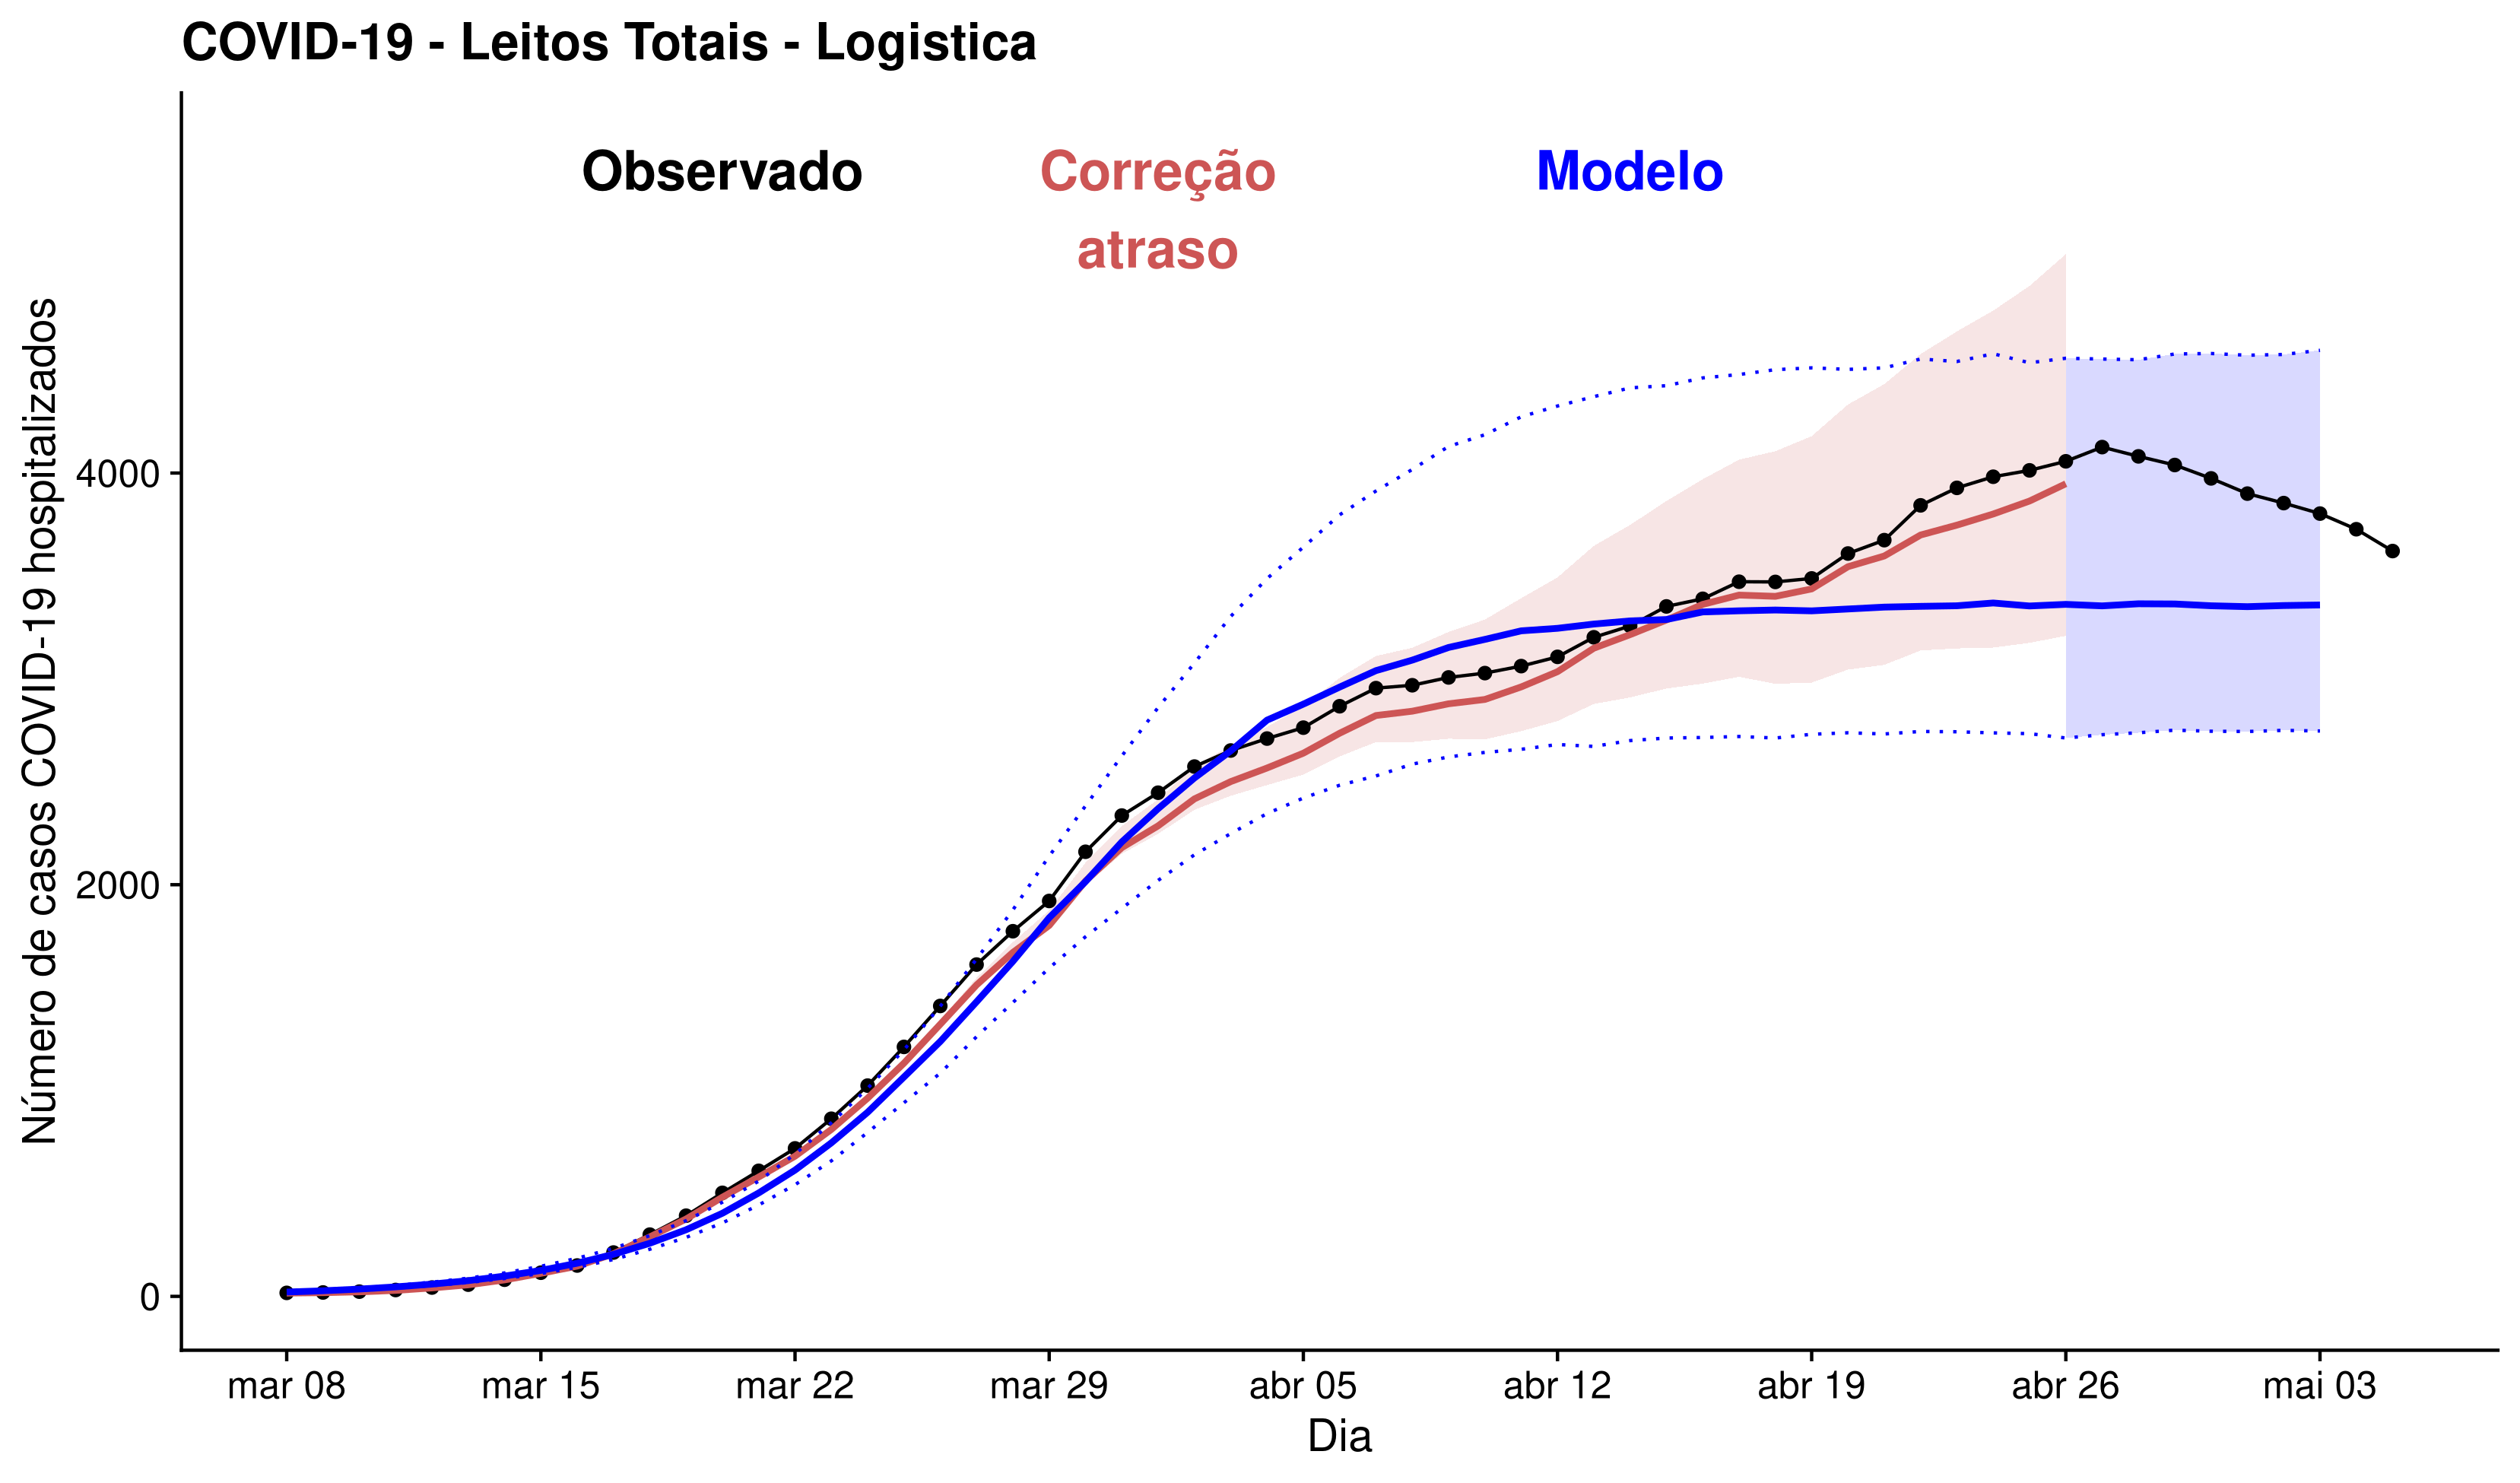 COVID-19 - Leitos Totais - Logistica
Observado
Correção
atraso
Modelo
Número de casos COVID-19 hospitalizados
4000
2000
0
mar 08
mar 15
mar 22
mar 29
abr 05
abr 12
abr 19
abr 26
mai 03
Dia